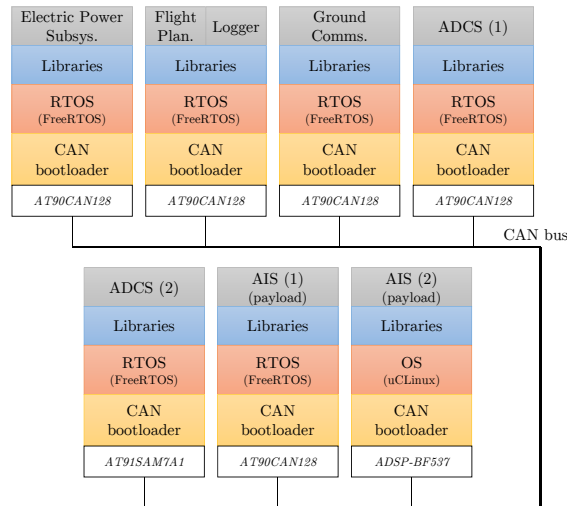 Electric Power
Subsys.
Libraries
RTOS
(FreeRTOS)
CAN
bootloader
AT90CAN128
Flight
Plan.
Logger
Libraries
RTOS
(FreeRTOS)
CAN
bootloader
AT90CAN128
Ground
Comms.
Libraries
RTOS
(FreeRTOS)
CAN
bootloader
AT90CAN128
ADCS (1)
Libraries
RTOS
(FreeRTOS)
CAN
bootloader
AT90CAN128
CAN bus
ADCS (2)
Libraries
RTOS
(FreeRTOS)
CAN
bootloader
AT91SAM7A1
AIS (1)
(payload)
Libraries
RTOS
(FreeRTOS)
CAN
bootloader
AT90CAN128
AIS (2)
(payload)
Libraries
OS
(uCLinux)
CAN
bootloader
ADSP-BF537